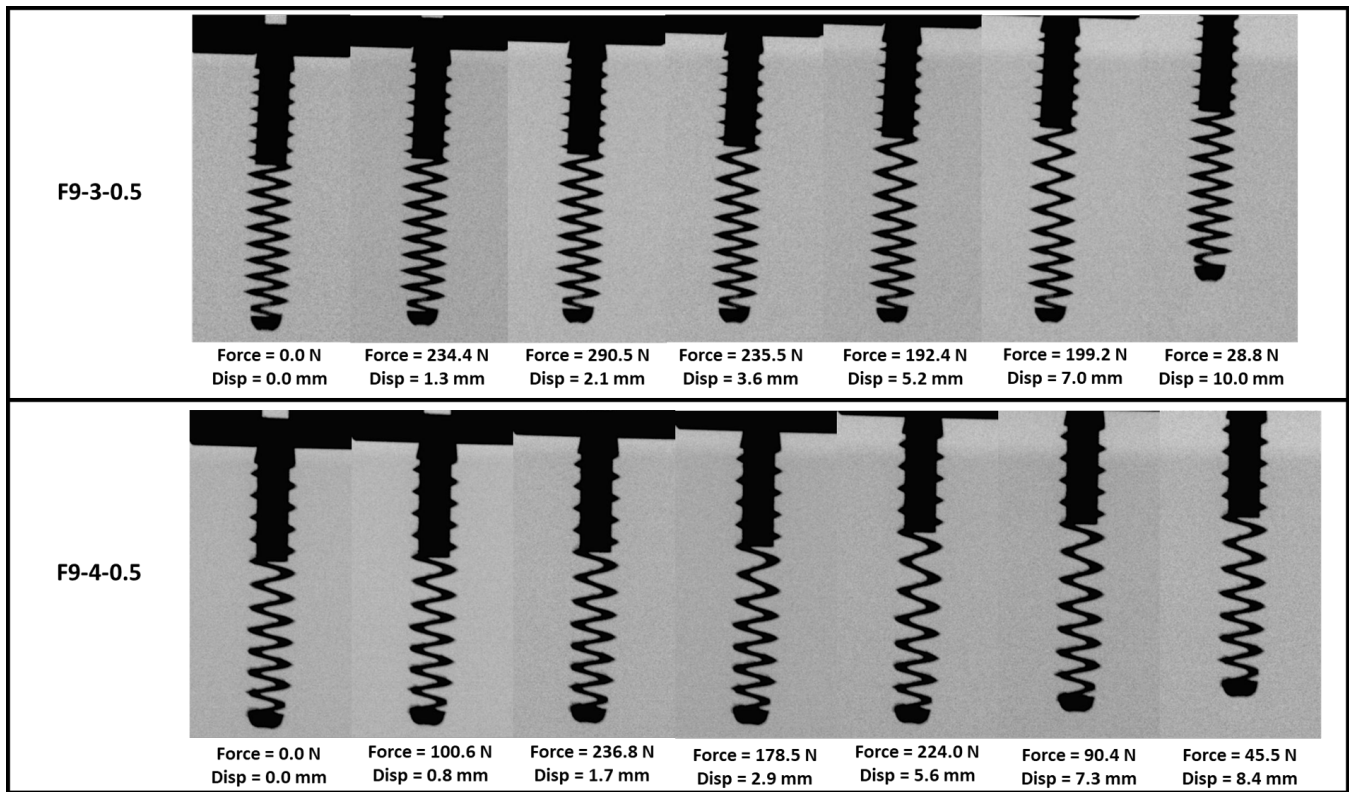 F9-3-0.5
Force = 0.0 N
Disp = 0.0 mm
Force = 234.4 N
Disp = 1.3 mm
Force = 290.5 N
Disp = 2.1 mm
Force = 235.5 N
Disp = 3.6 mm
Force = 192.4 N
Disp = 5.2 mm
Force = 199.2 N
Disp = 7.0 mm
Force = 28.8 N
Disp = 10.0 mm
F9-4-0.5
Force = 0.0 N
Disp = 0.0 mm
Force = 100.6 N
Disp = 0.8 mm
Force = 236.8 N
Disp = 1.7 mm
Force = 178.5 N
Disp = 2.9 mm
Force = 224.0 N
Disp = 5.6 mm
Force = 90.4 N
Disp = 7.3 mm
Force = 45.5 N
Disp = 8.4 mm